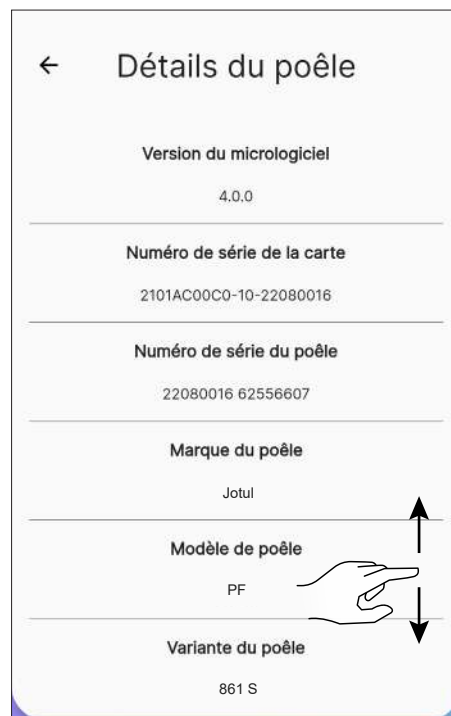 Détails du poêle
Version du micrologiciel
4.0.0
Numéro de série de la carte
2101AC00C0-10-22080016
Numéro de série du poêle
22080016 62556607
Marque du poêle
Jotul
Modèle de poêle
PF
Variante du poêle
861 S